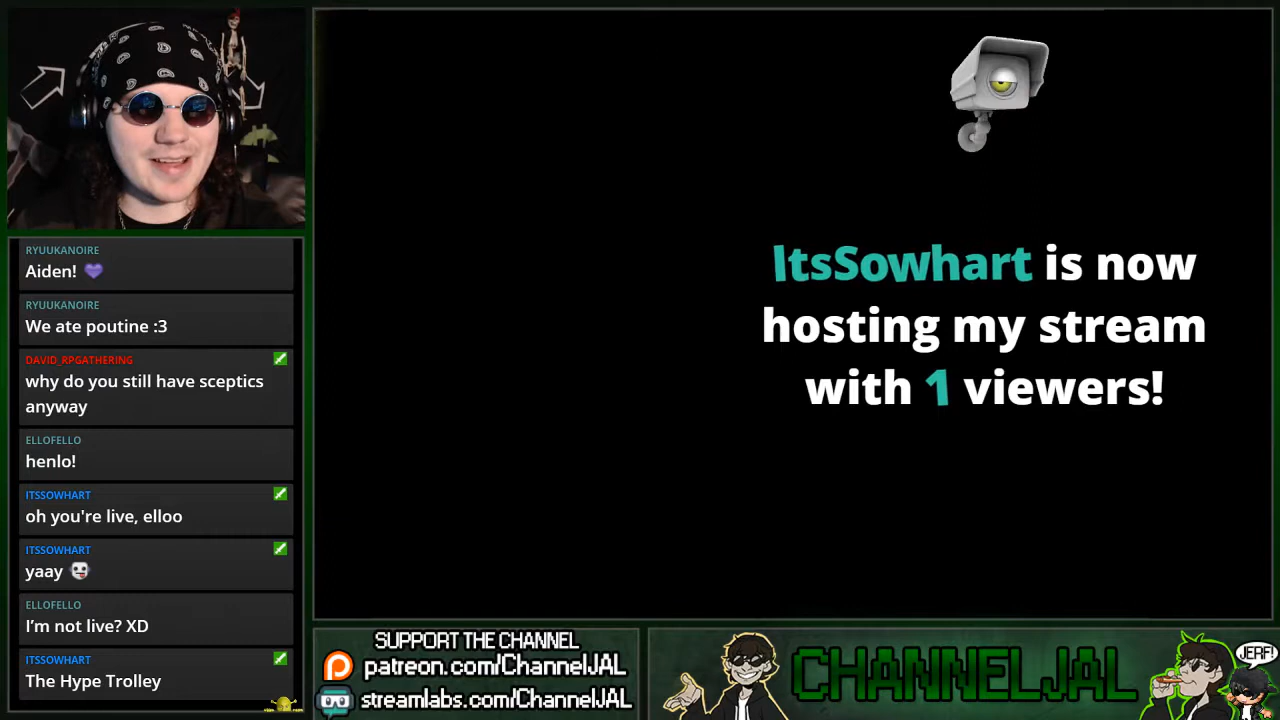 RYUUKANOIRE
Aiden! 💜
RYUUKANOIRE
We ate poutine :3
DAVID_RPGATHERING
why do you still have sceptics
anyway
ELLOFELLO
henlo!
ITSSOWHART
oh you're live, elloo
ITSSOWHART
yaay 👻
ELLOFELLO
I'm not live? XD
ITSSOWHART
The Hype Trolley
ItsSowhart is now
hosting my stream
with 1 viewers!
SUPPORT THE CHANNEL
patreon.com/ChannelJAL
streamlabs.com/ChannelJAL
CHANNELJAL
JERF!